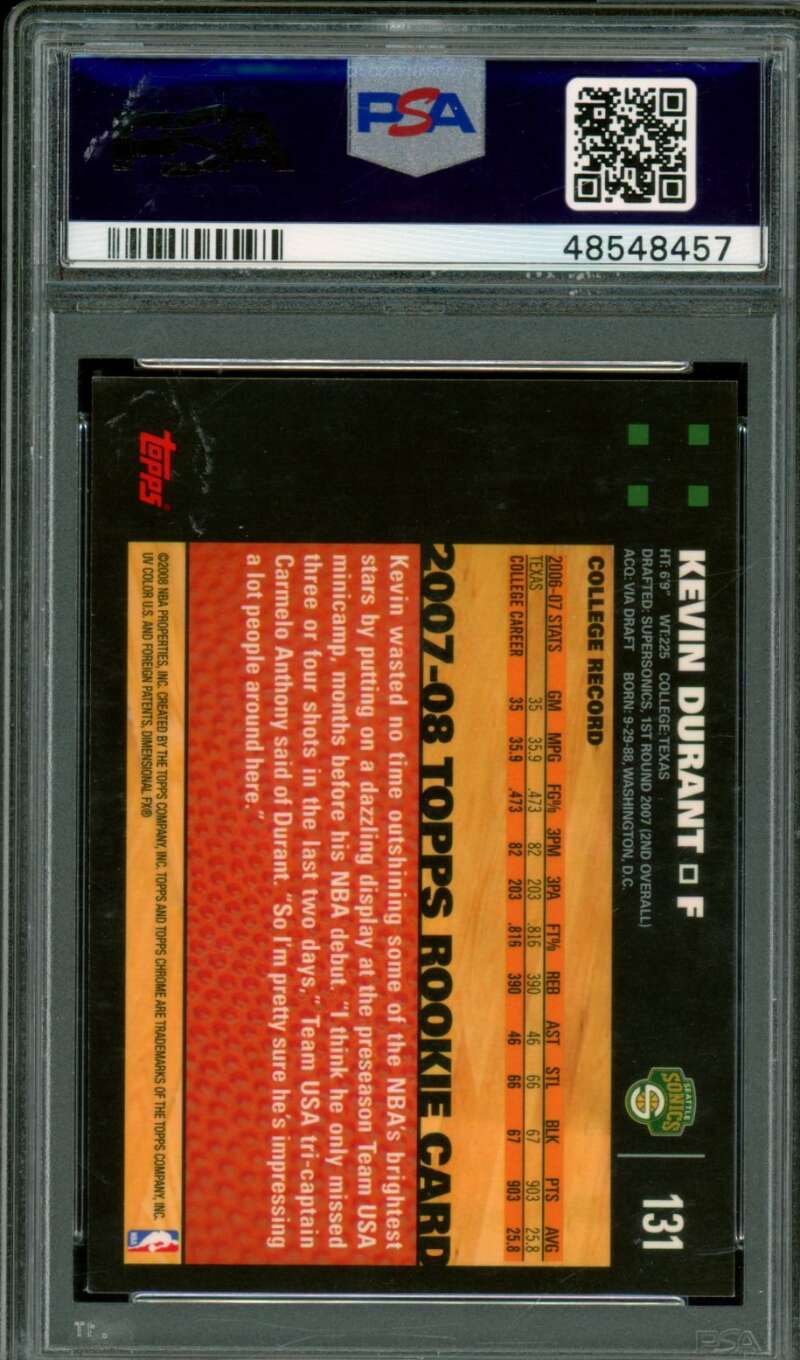 PSA
48548457
KEVIN DURANT F
HT: 6'9" WT:225 COLLEGE:TEXAS
DRAFTED: SUPERSONICS, 1ST ROUND 2007 (2ND OVERALL)
ACQ: VIA DRAFT BORN: 9-29-88, WASHINGTON, D.C.
SEATTLE
SONICS
131
COLLEGE RECORD
2006-07 STATS GM MPG FG% 3PM 3PA FT% REB AST STL BLK PTS AVG
TEXAS 35 35.9 .473 82 203 .816 390 46 66 67 903 25.8
COLLEGE CAREER 35 35.9 .473 82 203 .816 390 46 66 67 903 25.8
2007-08 TOPPS ROOKIE CARD
Kevin wasted no time outshining some of the NBA's brightest
stars by putting on a dazzling display at the preseason Team USA
minicamp, months before his NBA debut. "I think he only missed
three or four shots in the last two days," Team USA tri-captain
Carmelo Anthony said of Durant. "So I'm pretty sure he's impressing
a lot people around here."
©2008 NBA PROPERTIES, INC. CREATED BY THE TOPPS COMPANY, INC. TOPPS AND TOPPS CHROME ARE TRADEMARKS OF THE TOPPS COMPANY, INC.
UV COLOR U.S. AND FOREIGN PATENTS, DIMENSIONAL FX®
topps
NBA
PSA